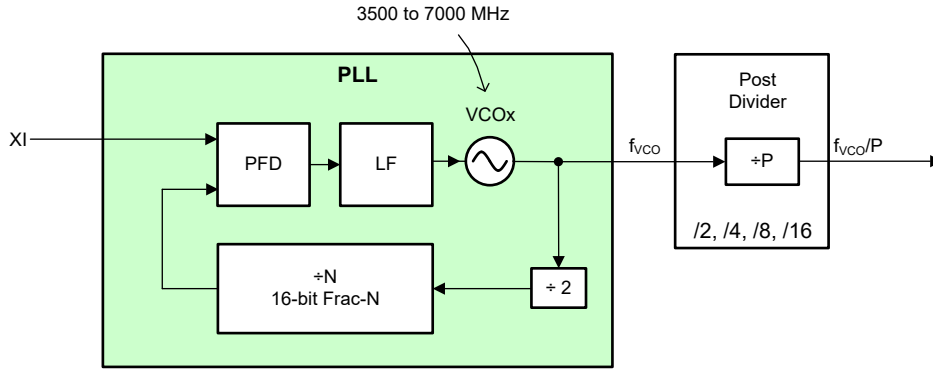 3500 to 7000 MHz
PLL
Post
Divider
VCOx
XI
PFD
LF
fVCO
÷P
fVCO/P
/2, /4, /8, /16
÷N
16-bit Frac-N
÷ 2